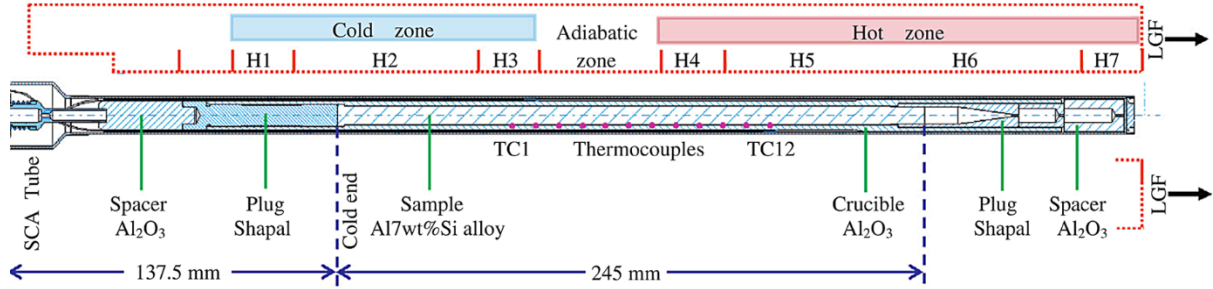 Cold zone
Adiabatic
zone
Hot zone
H1
H2
H3
H4
H5
H6
H7
LGF
TC1
Thermocouples
TC12
SCA Tube
Spacer
Al₂O₃
Plug
Shapal
Cold end
Sample
Al7wt%Si alloy
Crucible
Al₂O₃
Plug
Shapal
Spacer
Al₂O₃
LGF
137.5 mm
245 mm